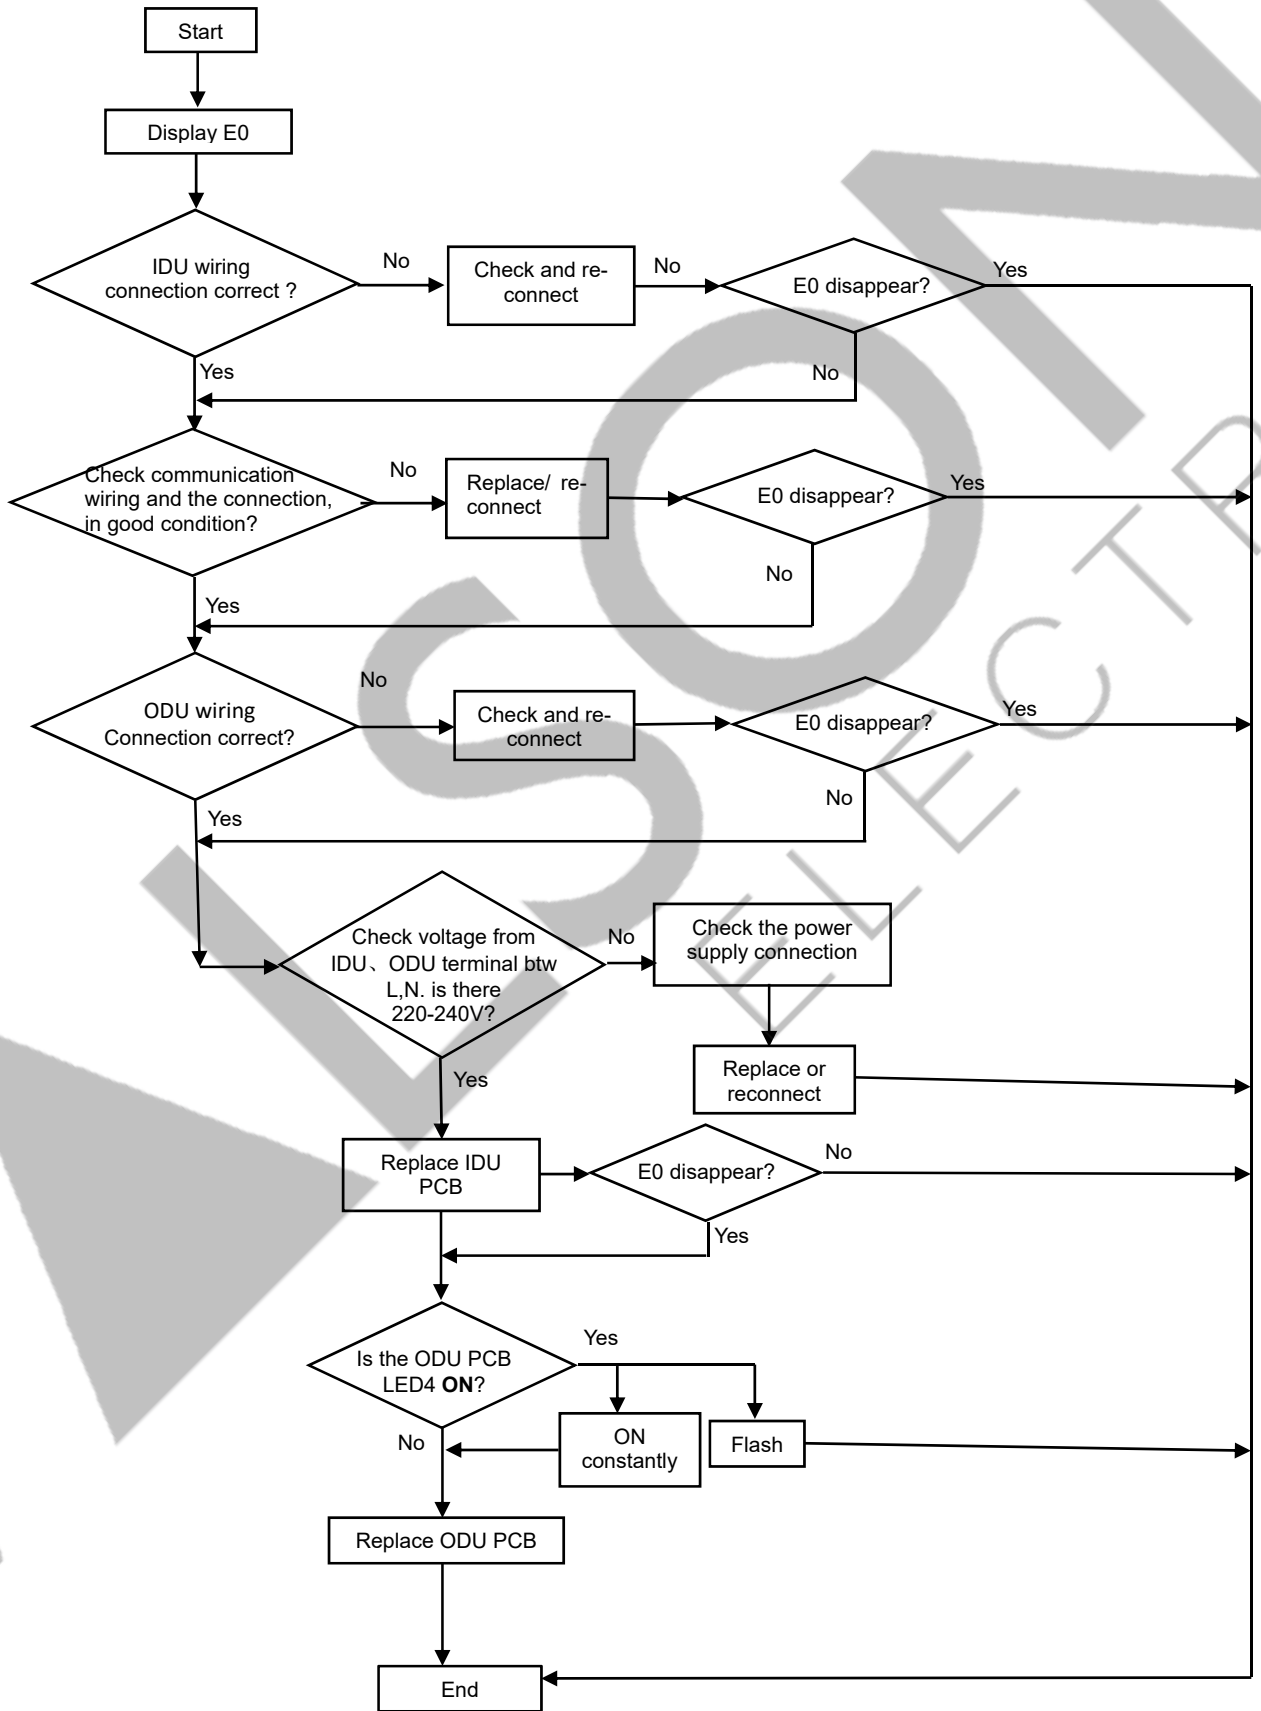 Start
Display E0
IDU wiring
connection correct ?
No
Check and re-
connect
No
E0 disappear?
Yes
Yes
No
Check communication
wiring and the connection,
in good condition?
No
Replace/ re-
connect
E0 disappear?
Yes
No
Yes
ODU wiring
Connection correct?
No
Check and re-
connect
E0 disappear?
Yes
No
Yes
Check voltage from
IDU、ODU terminal btw
L,N. is there
220-240V?
No
Check the power
supply connection
Replace or
reconnect
Yes
Replace IDU
PCB
E0 disappear?
No
Yes
Is the ODU PCB
LED4 ON?
Yes
ON
constantly
Flash
No
Replace ODU PCB
End